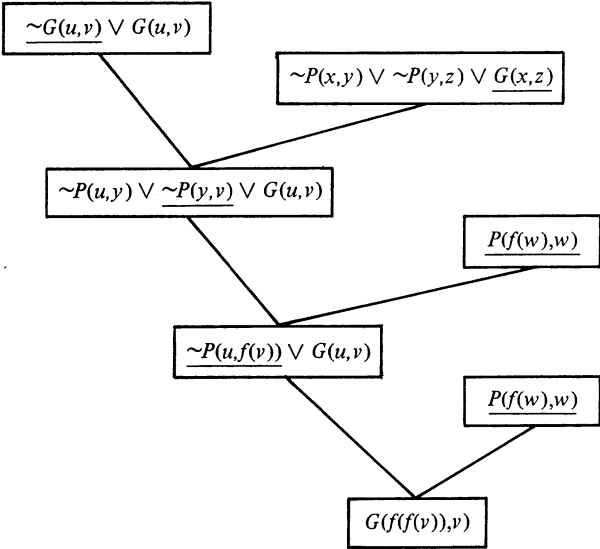 ~G(u,v) ∨ G(u,v)
~P(x,y) ∨ ~P(y,z) ∨ G(x,z)
~P(u,y) ∨ ~P(y,v) ∨ G(u,v)
P(f(w),w)
~P(u,f(v)) ∨ G(u,v)
P(f(w),w)
G(f(f(v)),v)